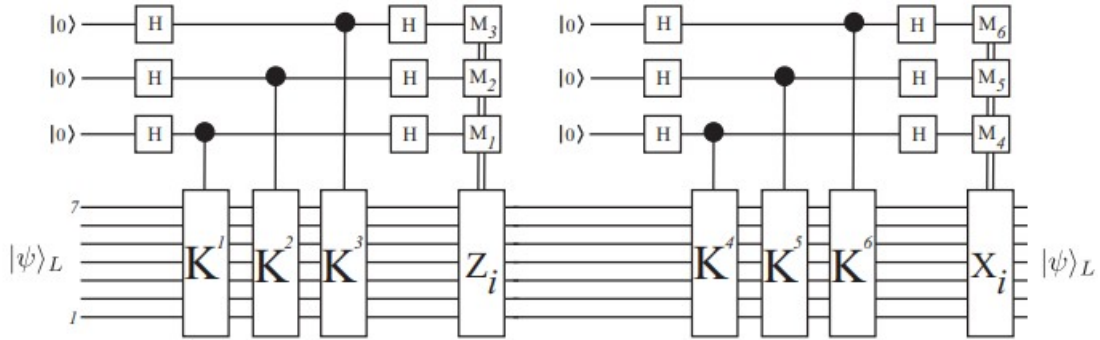 |0⟩ H H M₃ |0⟩ H H M₆
|0⟩ H H M₂ |0⟩ H H M₅
|0⟩ H H M₁ |0⟩ H H M₄
7
|ψ⟩L K¹ K² K³ Zᵢ K⁴ K⁵ K⁶ Xᵢ |ψ⟩L
1